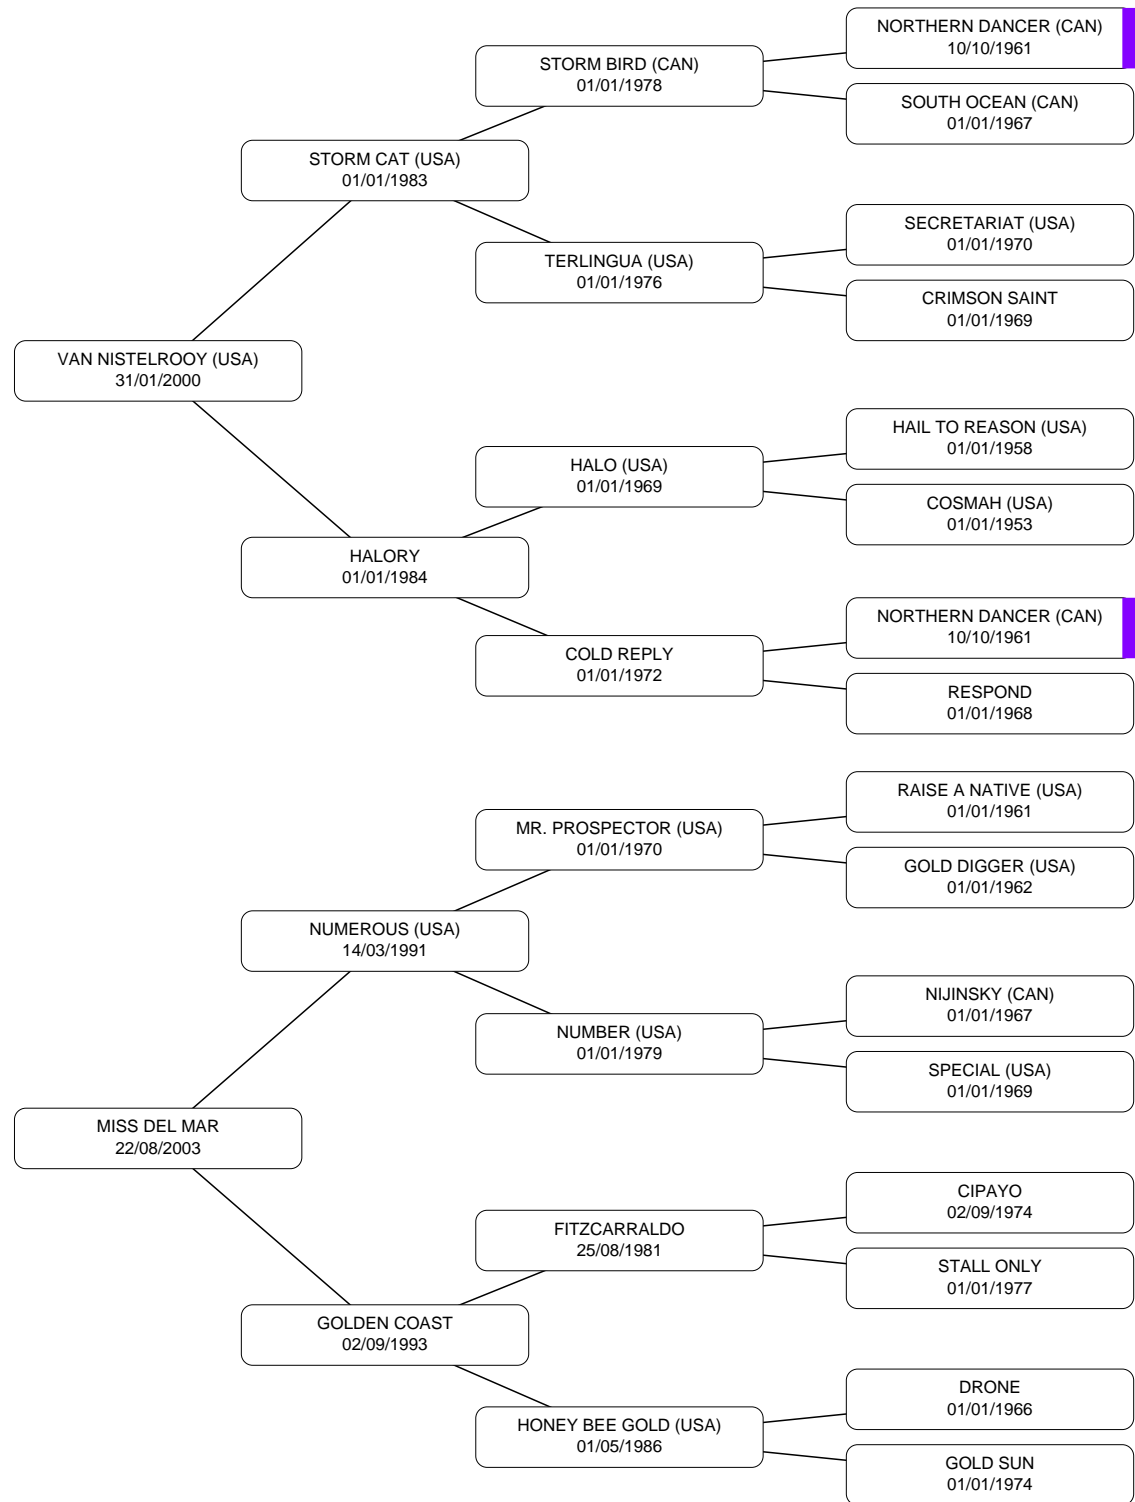 NORTHERN DANCER (CAN)
10/10/1961
STORM BIRD (CAN)
01/01/1978
SOUTH OCEAN (CAN)
01/01/1967
STORM CAT (USA)
01/01/1983
SECRETARIAT (USA)
01/01/1970
TERLINGUA (USA)
01/01/1976
CRIMSON SAINT
01/01/1969
VAN NISTELROOY (USA)
31/01/2000
HAIL TO REASON (USA)
01/01/1958
HALO (USA)
01/01/1969
COSMAH (USA)
01/01/1953
HALORY
01/01/1984
NORTHERN DANCER (CAN)
10/10/1961
COLD REPLY
01/01/1972
RESPOND
01/01/1968
RAISE A NATIVE (USA)
01/01/1961
MR. PROSPECTOR (USA)
01/01/1970
GOLD DIGGER (USA)
01/01/1962
NUMEROUS (USA)
14/03/1991
NIJINSKY (CAN)
01/01/1967
NUMBER (USA)
01/01/1979
SPECIAL (USA)
01/01/1969
MISS DEL MAR
22/08/2003
CIPAYO
02/09/1974
FITZCARRALDO
25/08/1981
STALL ONLY
01/01/1977
GOLDEN COAST
02/09/1993
DRONE
01/01/1966
HONEY BEE GOLD (USA)
01/05/1986
GOLD SUN
01/01/1974